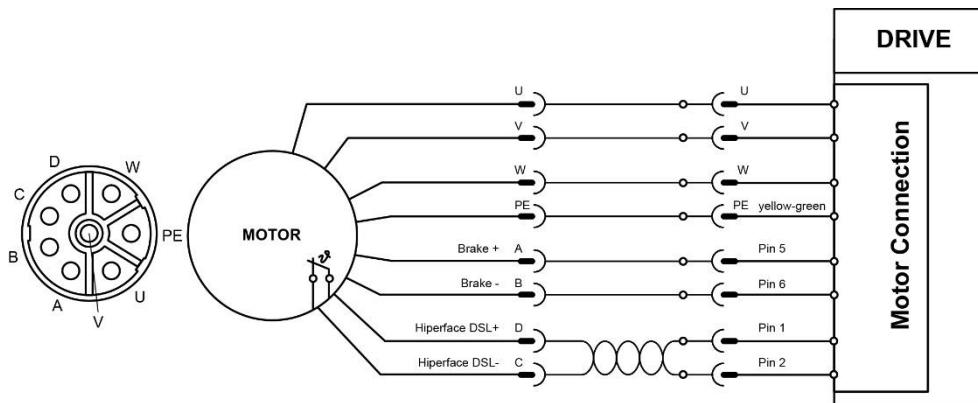 DRIVE
U
U
V
V
W
W
PE
PE yellow-green
Brake + A
Pin 5
Brake - B
Pin 6
Hiperface DSL+ D
Pin 1
Hiperface DSL- C
Pin 2
Motor Connection
MOTOR
D
W
C
PE
B
A
U
V